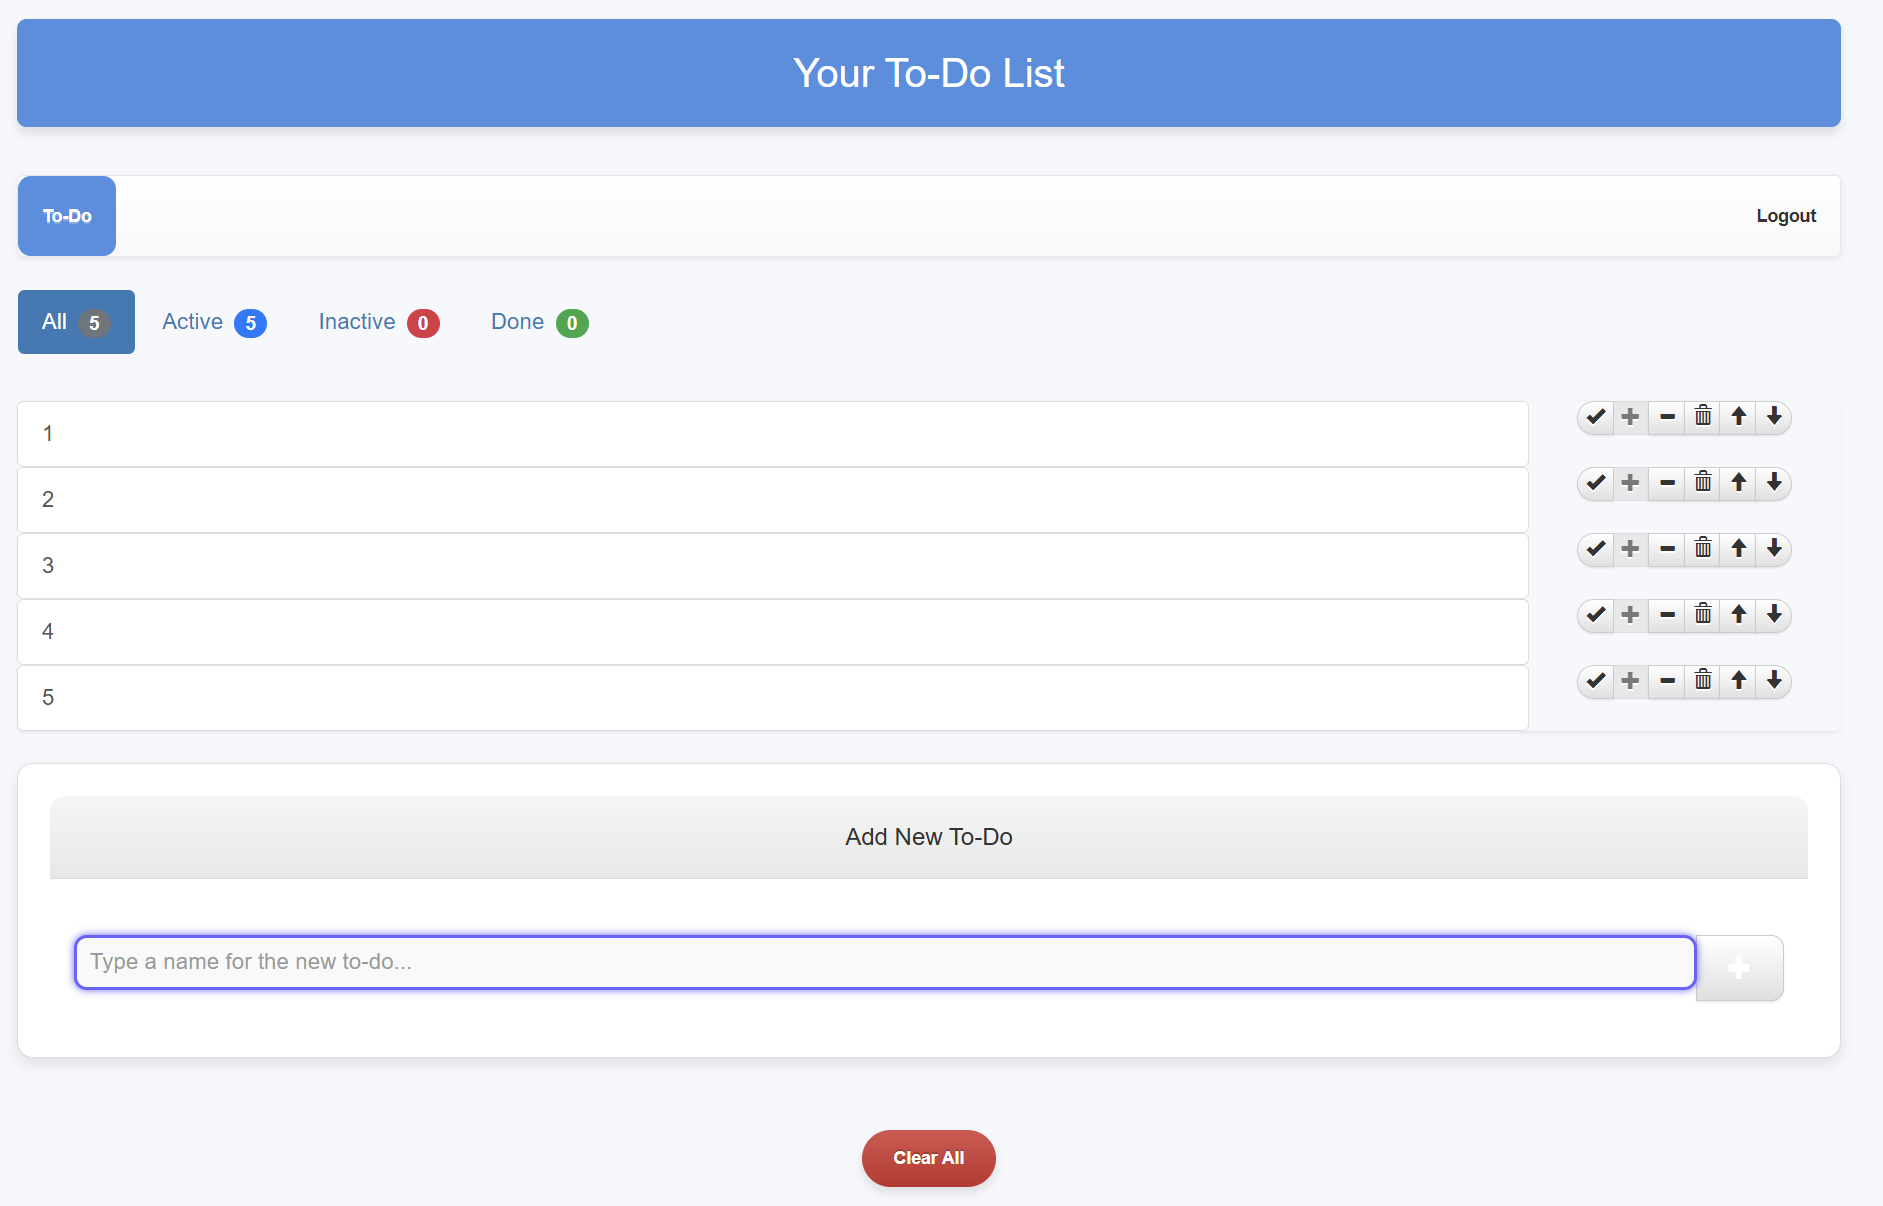 Your To-Do List
To-Do Logout
All 5 Active 5 Inactive 0 Done 0
1
2
3
4
5
Add New To-Do
Type a name for the new to-do...
Clear All